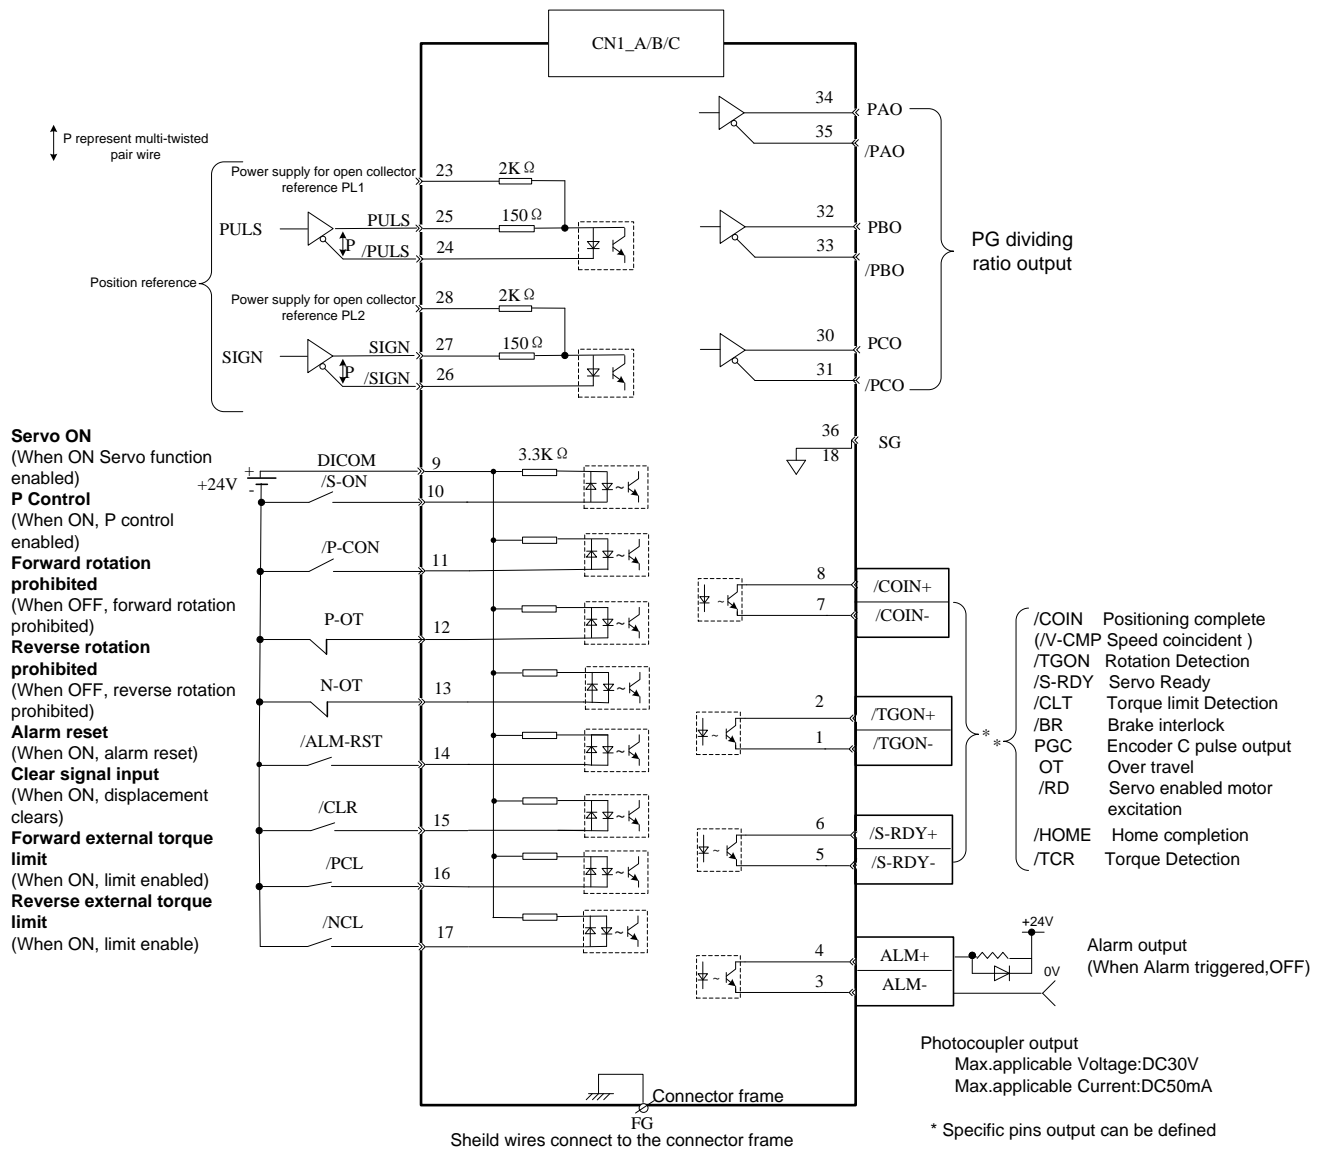 CN1_A/B/C
P represent multi-twisted
pair wire
Position reference
Power supply for open collector
reference PL1
23
2K Ω
PULS
PULS
25
150 Ω
P
/PULS
24
Power supply for open collector
reference PL2
28
2K Ω
SIGN
SIGN
27
150 Ω
P
/SIGN
26
34
PAO
35
/PAO
32
PBO
33
/PBO
30
PCO
31
/PCO
PG dividing
ratio output
36
SG
18
Servo ON
(When ON Servo function
enabled)
P Control
(When ON, P control
enabled)
Forward rotation
prohibited
(When OFF, forward rotation
prohibited)
Reverse rotation
prohibited
(When OFF, reverse rotation
prohibited)
Alarm reset
(When ON, alarm reset)
Clear signal input
(When ON, displacement
clears)
Forward external torque
limit
(When ON, limit enabled)
Reverse external torque
limit
(When ON, limit enable)
+
+24V
-
DICOM
9
3.3K Ω
/S-ON
10
/P-CON
11
P-OT
12
N-OT
13
/ALM-RST
14
/CLR
15
/PCL
16
/NCL
17
8
/COIN+
7
/COIN-
2
/TGON+
1
/TGON-
6
/S-RDY+
5
/S-RDY-
*
*
/COIN Positioning complete
(/V-CMP Speed coincident )
/TGON Rotation Detection
/S-RDY Servo Ready
/CLT Torque limit Detection
/BR Brake interlock
PGC Encoder C pulse output
OT Over travel
/RD Servo enabled motor
excitation
/HOME Home completion
/TCR Torque Detection
4
ALM+
3
ALM-
+24V
0V
Alarm output
(When Alarm triggered,OFF)
Photocoupler output
Max.applicable Voltage:DC30V
Max.applicable Current:DC50mA
Connector frame
FG
Sheild wires connect to the connector frame
* Specific pins output can be defined